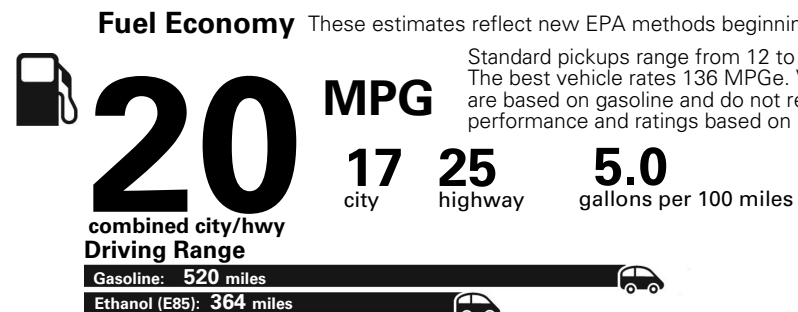 Fuel Economy These estimates reflect new EPA methods beginnin
Standard pickups range from 12 to
The best vehicle rates 136 MPGe. V
are based on gasoline and do not re
performance and ratings based on
20 MPG
17 city 25 highway 5.0 gallons per 100 miles
combined city/hwy
Driving Range
Gasoline: 520 miles
Ethanol (E85): 364 miles